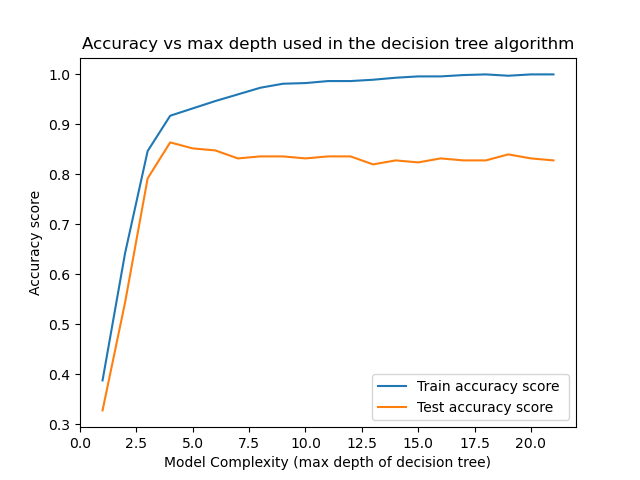 Accuracy vs max depth used in the decision tree algorithm
1.0
0.9
0.8
0.7
0.6
0.5
0.4
0.3
Accuracy score
Train accuracy score
Test accuracy score
0.0 2.5 5.0 7.5 10.0 12.5 15.0 17.5 20.0
Model Complexity (max depth of decision tree)